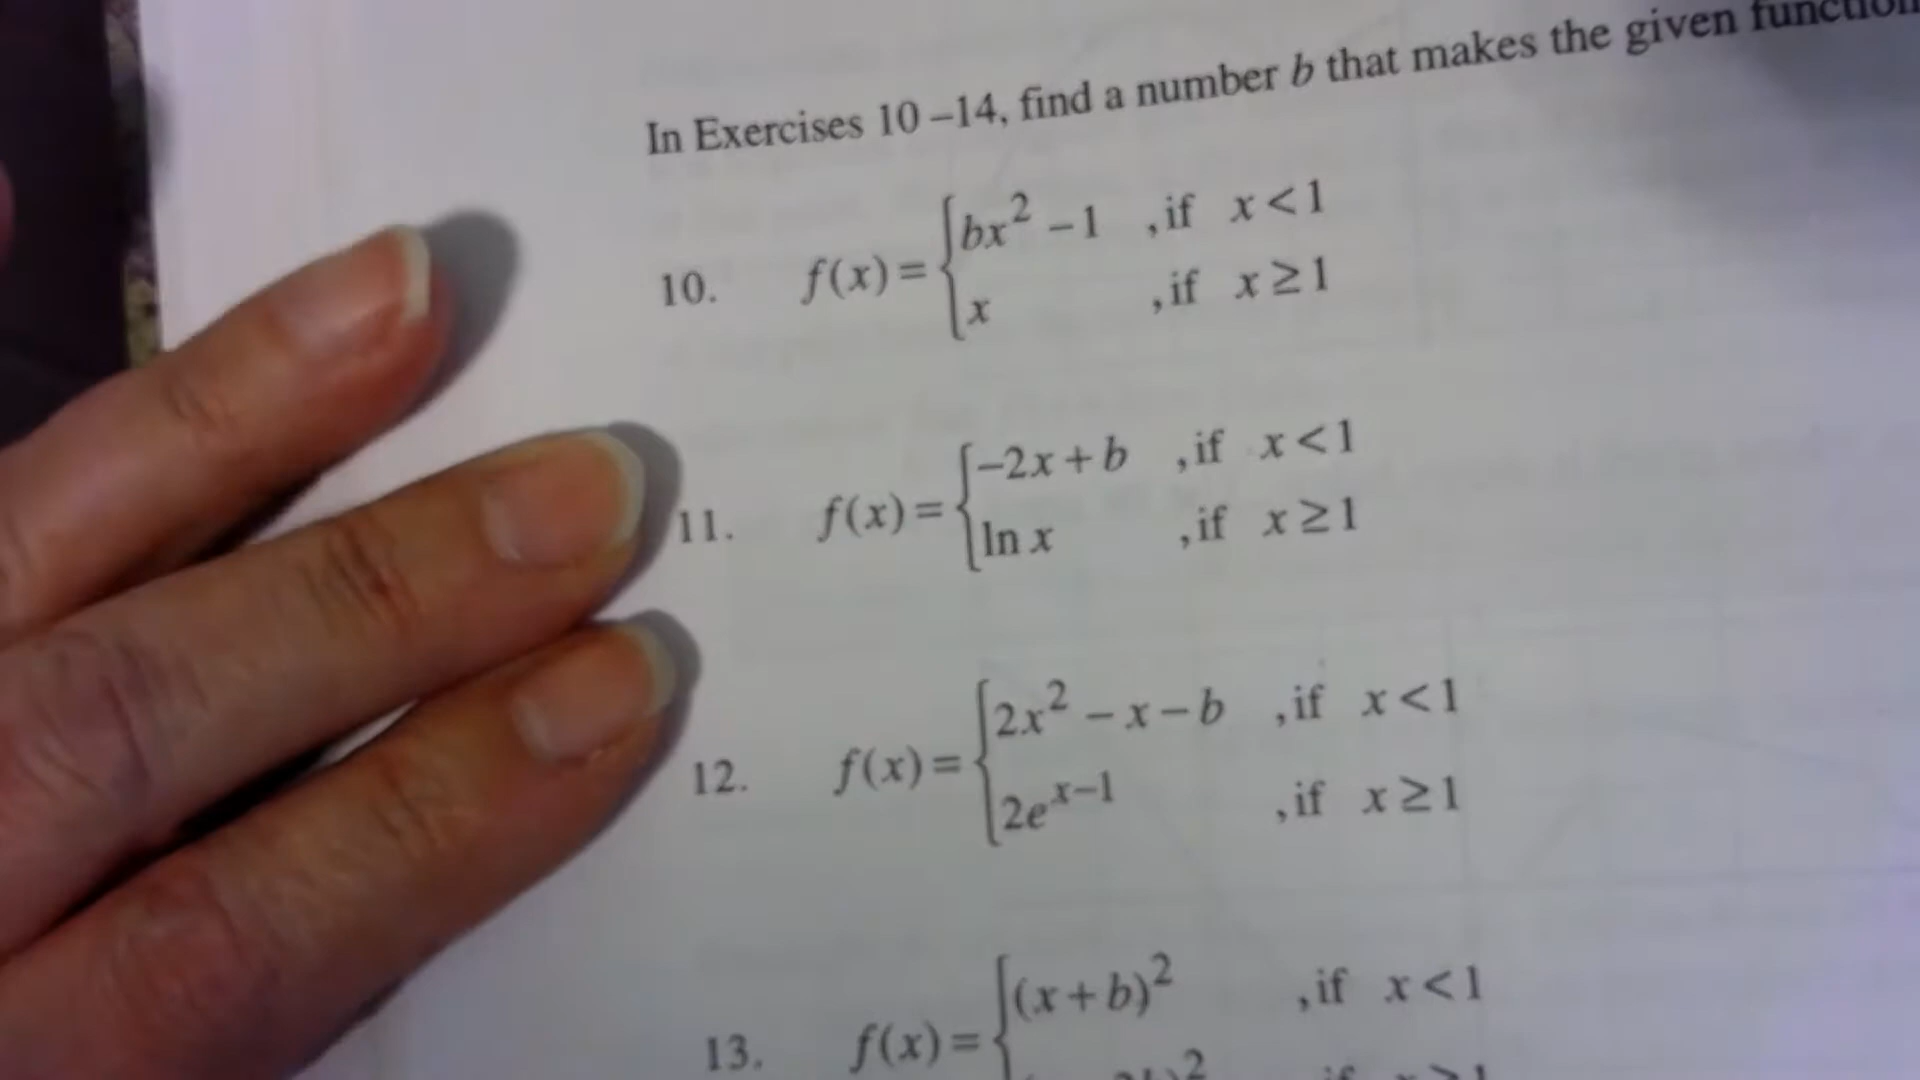 In Exercises 10–14, find a number b that makes the given function
10. f(x) = { bx² – 1 , if x < 1
x , if x ≥ 1
11. f(x) = { –2x + b , if x < 1
ln x , if x ≥ 1
12. f(x) = { 2x² – x – b , if x < 1
2e^{x–1} , if x ≥ 1
13. f(x) = { (x + b)² , if x < 1